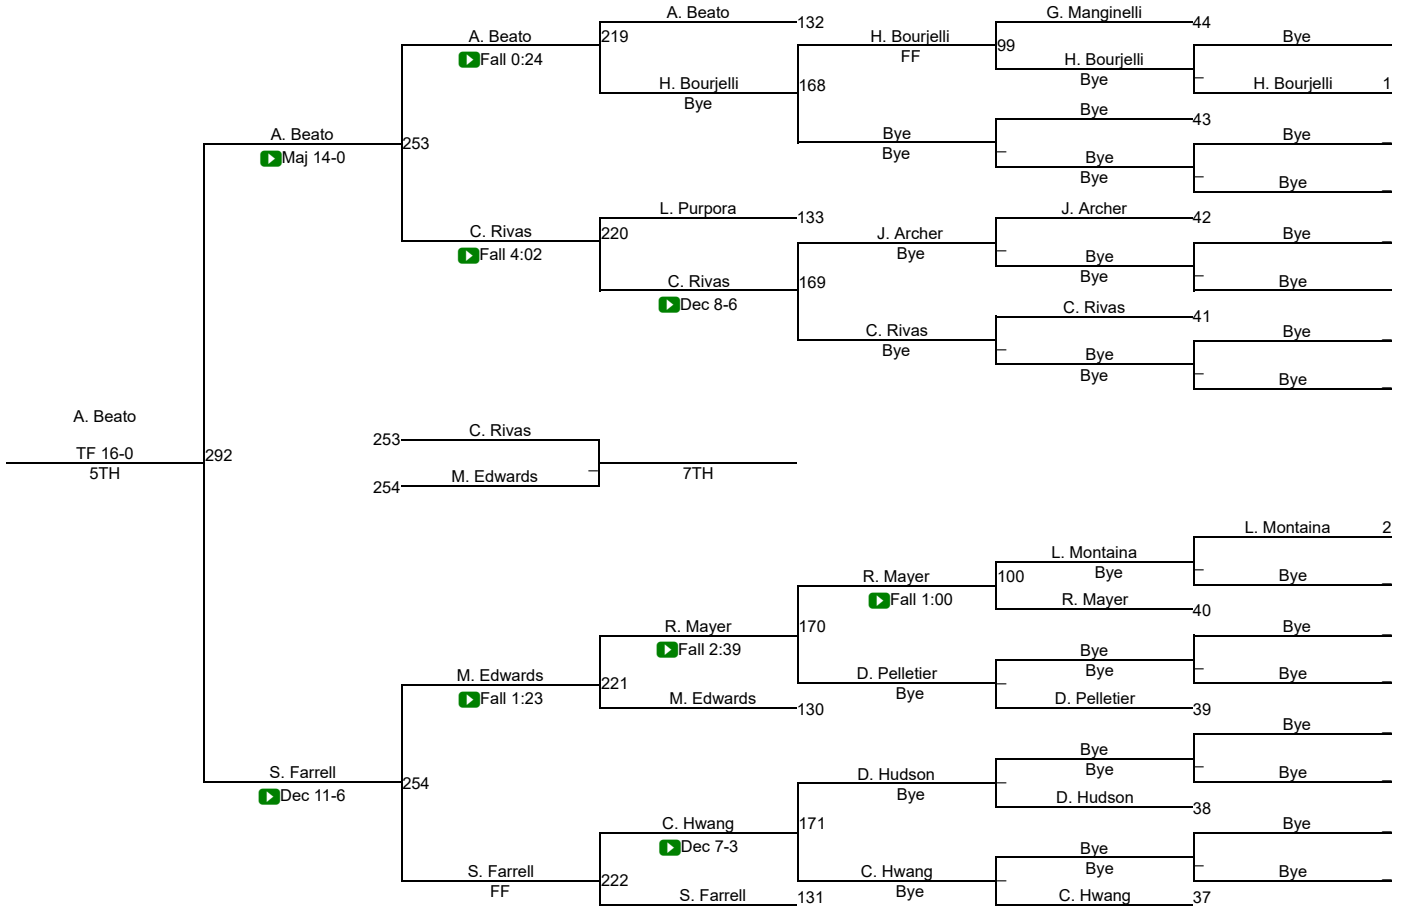 A. Beato 132 G. Manginelli 44
A. Beato 219 H. Bourjelli 99 Bye
Fall 0:24 FF H. Bourjelli
H. Bourjelli 168 Bye H. Bourjelli 1
Bye Bye 43
A. Beato 253 Bye Bye
Maj 14-0 Bye Bye
Bye Bye
L. Purpora 133 J. Archer 42
C. Rivas 220 J. Archer Bye
Fall 4:02 Bye Bye
C. Rivas 169 Bye Bye
Dec 8-6 C. Rivas 41
C. Rivas Bye
Bye Bye
Bye Bye
A. Beato
253 C. Rivas
TF 16-0 292
5TH M. Edwards 7TH
254
L. Montaina 2
L. Montaina
R. Mayer 100 Bye Bye
Fall 1:00 R. Mayer 40
R. Mayer 170 Bye
Fall 2:39 Bye
M. Edwards 221 D. Pelletier Bye Bye
Fall 1:23 M. Edwards 130 Bye D. Pelletier 39
Bye
Bye
S. Farrell 254 D. Hudson Bye Bye
Dec 11-6 Bye D. Hudson 38
C. Hwang 171 Bye
Dec 7-3 Bye
S. Farrell 222 C. Hwang Bye Bye
FF S. Farrell 131 Bye C. Hwang 37